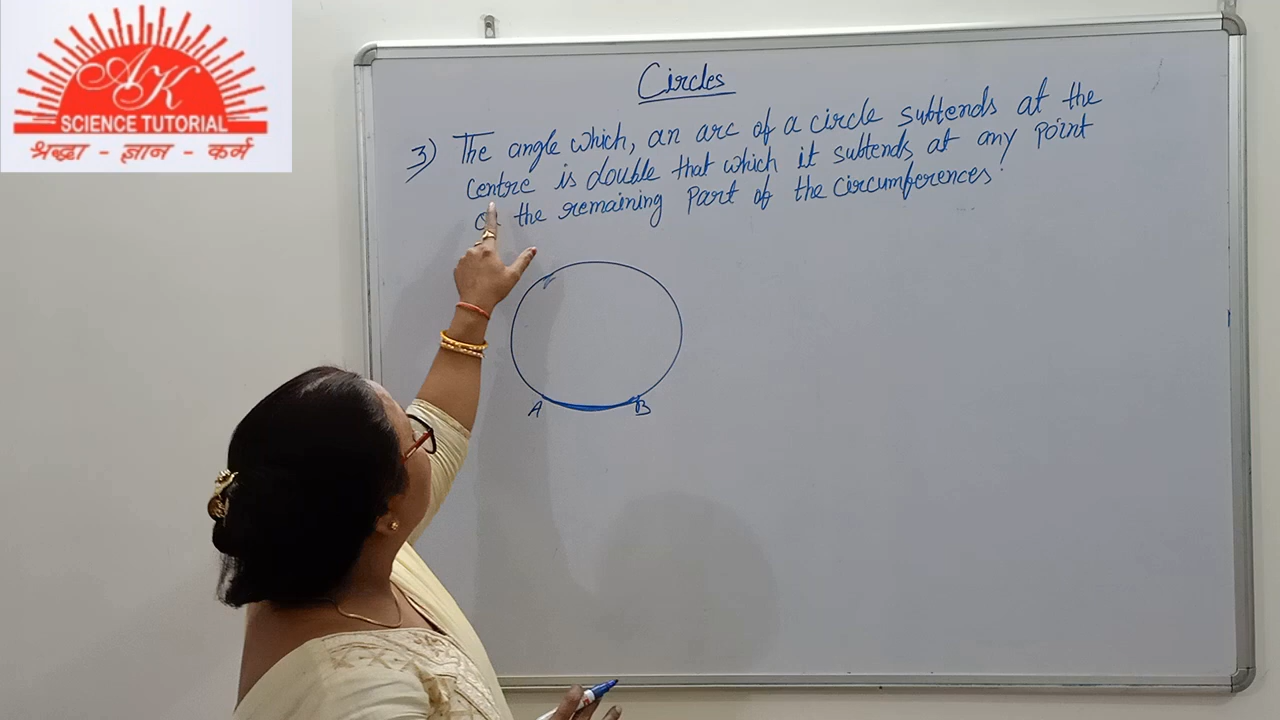 AK
SCIENCE TUTORIAL
श्रद्धा - ज्ञान - कर्म
Circles
3) The angle which, an arc of a circle subtends at the
centre is double that which it subtends at any point
the remaining part of the circumferences.
A B